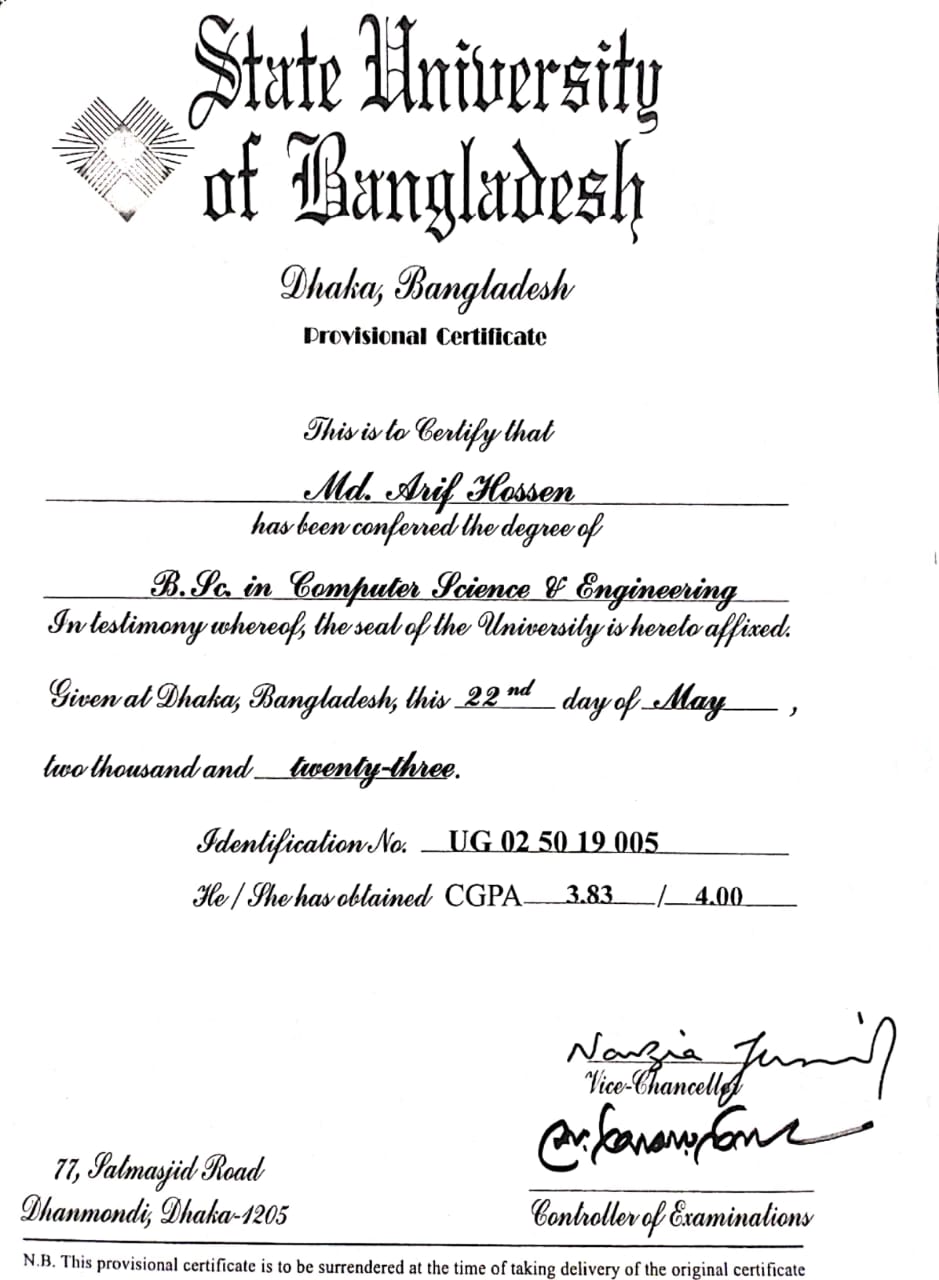 State University
of Bangladesh
Dhaka, Bangladesh
Provisional Certificate
This is to Certify that
Md. Arif Hossen
has been conferred the degree of
B.Sc. in Computer Science & Engineering
In testimony whereof, the seal of the University is hereto affixed.
Given at Dhaka, Bangladesh, this 22nd day of May ,
two thousand and twenty-three.
Identification No. UG 02 50 19 005
He / She has obtained CGPA 3.83 / 4.00
Vice-Chancellor
77, Satmasjid Road
Dhanmondi, Dhaka-1205
Controller of Examinations
N.B. This provisional certificate is to be surrendered at the time of taking delivery of the original certificate